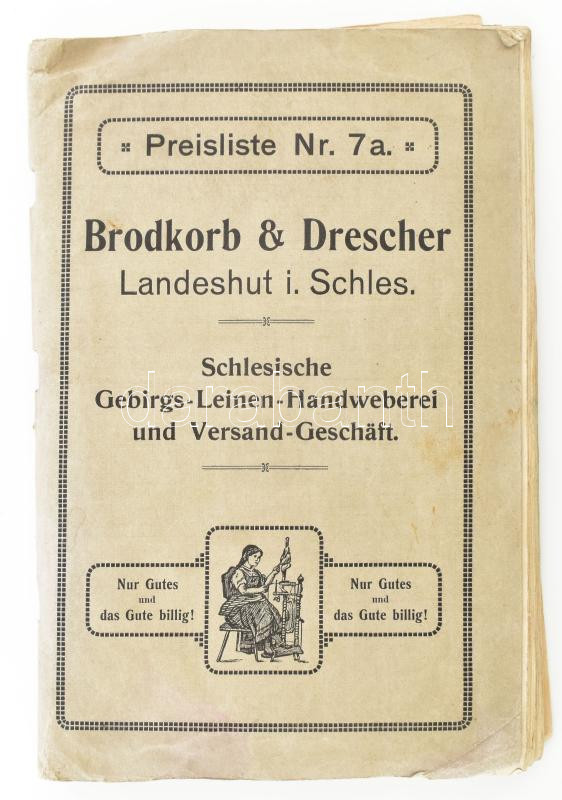 Preisliste Nr. 7a.
Brodkorb & Drescher
Landeshut i. Schles.
Schlesische
Gebirgs-Leinen-Handweberei
und Versand-Geschäft.
darabanth
Nur Gutes
und
das Gute billig!
Nur Gutes
und
das Gute billig!